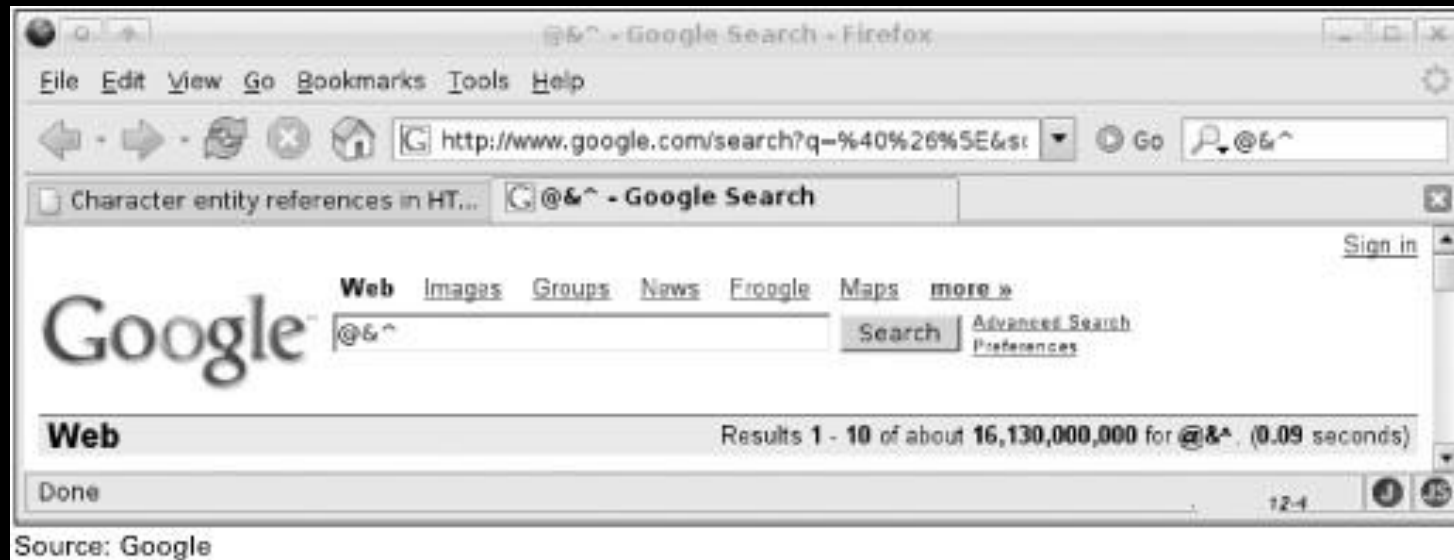 @&^ - Google Search - Firefox
File Edit View Go Bookmarks Tools Help
http://www.google.com/search?q=%40%26%5E&s Go @&^
Character entity references in HT... @&^ - Google Search
Sign in
Web Images Groups News Froogle Maps more »
Google @&^ Search Advanced Search
Preferences
Web Results 1 - 10 of about 16,130,000,000 for @&^. (0.09 seconds)
Done 12-4 J JS
Source: Google